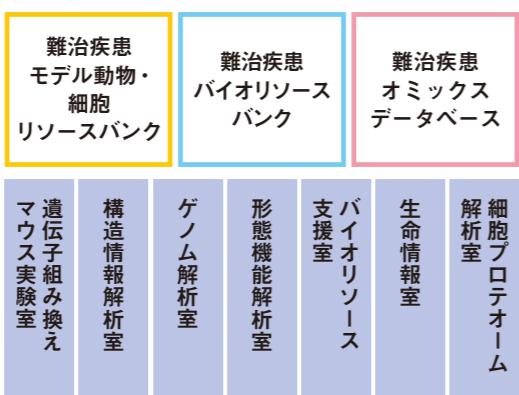 難治疾患
モデル動物・
細胞
リソースバンク
難治疾患
バイオリソース
バンク
難治疾患
オミックス
データベース
遺伝子組み換え
マウス実験室
構造情報解析室
ゲノム解析室
形態機能解析室
バイオリソース
支援室
生命情報室
細胞プロテオーム
解析室